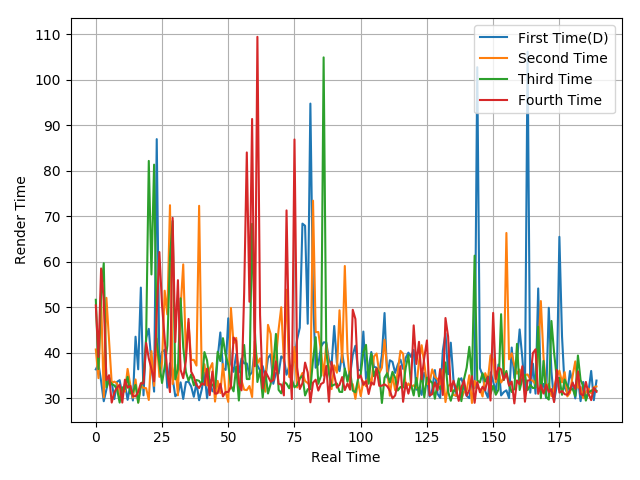 110
100
90
80
70
60
50
40
30
Render Time
0
25
50
75
100
125
150
175
Real Time
First Time(D)
Second Time
Third Time
Fourth Time